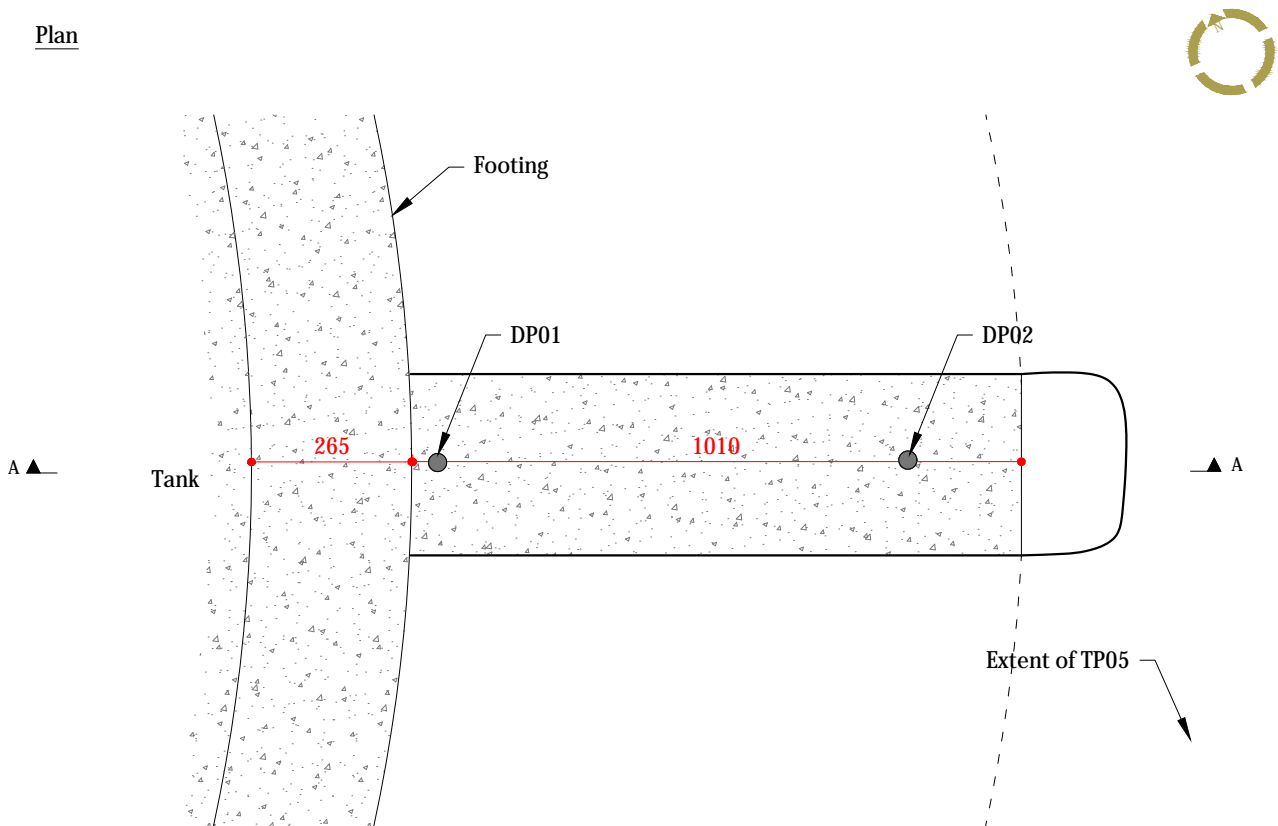 Plan
N
Footing
DP01
DP02
265
1010
A
Tank
A
Extent of TP05